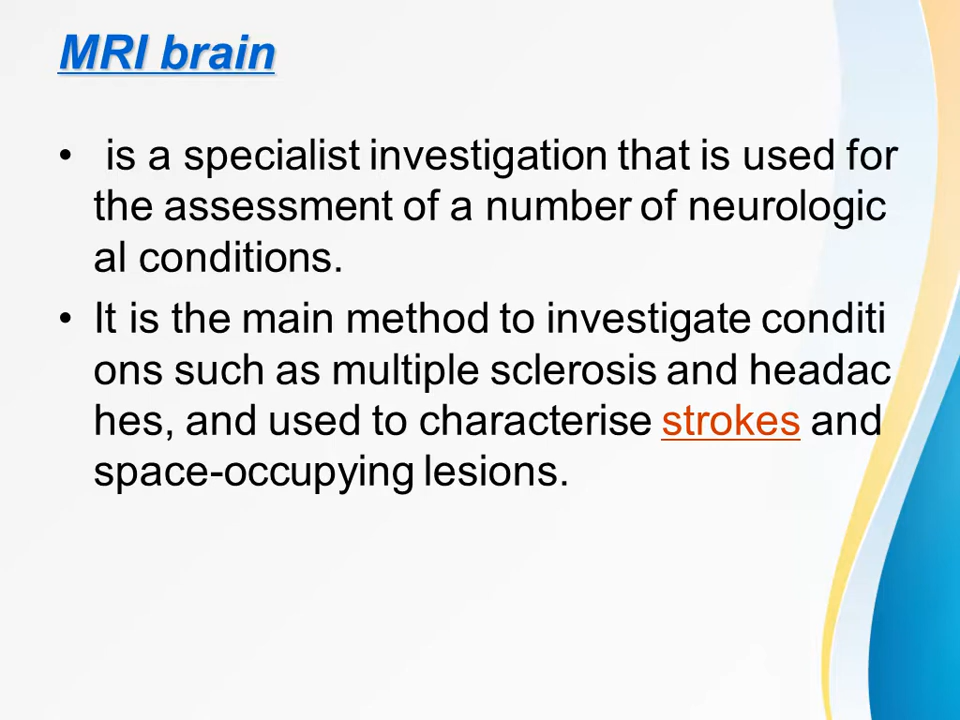 MRI brain
• is a specialist investigation that is used for
the assessment of a number of neurologic
al conditions.
• It is the main method to investigate conditi
ons such as multiple sclerosis and headac
hes, and used to characterise strokes and
space-occupying lesions.